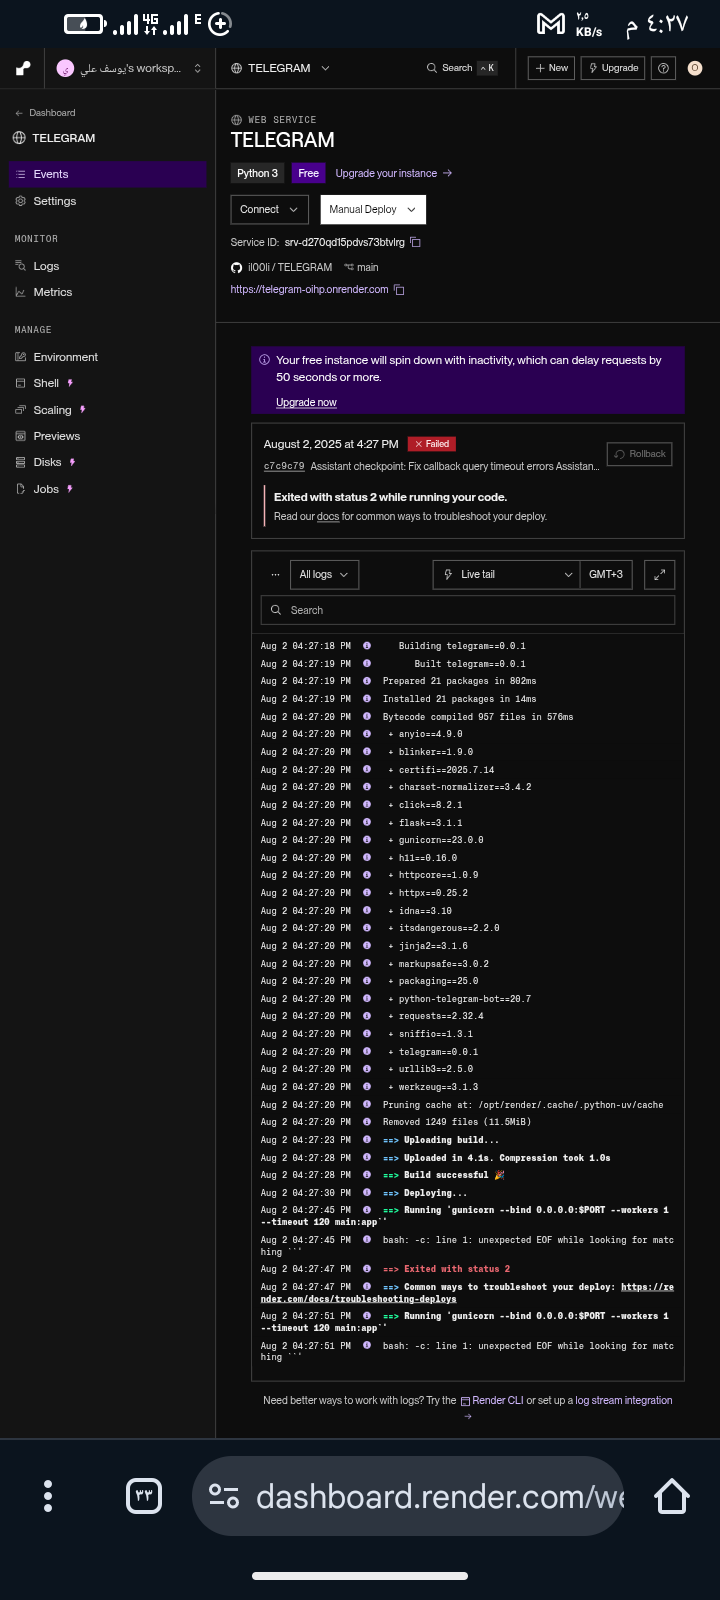 4G
E
٢,٥
KB/s
٤:٢٧ م
ي
يوسف علي's worksp...
TELEGRAM
Search
K
+ New
Upgrade
O
← Dashboard
TELEGRAM
Events
Settings
MONITOR
Logs
Metrics
MANAGE
Environment
Shell
Scaling
Previews
Disks
Jobs
WEB SERVICE
TELEGRAM
Python 3
Free
Upgrade your instance →
Connect
Manual Deploy
Service ID: srv-d270qd15pdvs73btvlrg
il00li / TELEGRAM
main
https://telegram-oihp.onrender.com
Your free instance will spin down with inactivity, which can delay requests by
50 seconds or more.
Upgrade now
August 2, 2025 at 4:27 PM
× Failed
c7c9c79 Assistant checkpoint: Fix callback query timeout errors Assistan...
Rollback
Exited with status 2 while running your code.
Read our docs for common ways to troubleshoot your deploy.
...
All logs
Live tail
GMT+3
Search
Aug 2 04:27:18 PM Building telegram==0.0.1
Aug 2 04:27:19 PM Built telegram==0.0.1
Aug 2 04:27:19 PM Prepared 21 packages in 802ms
Aug 2 04:27:19 PM Installed 21 packages in 14ms
Aug 2 04:27:20 PM Bytecode compiled 957 files in 576ms
Aug 2 04:27:20 PM + anyio==4.9.0
Aug 2 04:27:20 PM + blinker==1.9.0
Aug 2 04:27:20 PM + certifi==2025.7.14
Aug 2 04:27:20 PM + charset-normalizer==3.4.2
Aug 2 04:27:20 PM + click==8.2.1
Aug 2 04:27:20 PM + flask==3.1.1
Aug 2 04:27:20 PM + gunicorn==23.0.0
Aug 2 04:27:20 PM + h11==0.16.0
Aug 2 04:27:20 PM + httpcore==1.0.9
Aug 2 04:27:20 PM + httpx==0.25.2
Aug 2 04:27:20 PM + idna==3.10
Aug 2 04:27:20 PM + itsdangerous==2.2.0
Aug 2 04:27:20 PM + jinja2==3.1.6
Aug 2 04:27:20 PM + markupsafe==3.0.2
Aug 2 04:27:20 PM + packaging==25.0
Aug 2 04:27:20 PM + python-telegram-bot==20.7
Aug 2 04:27:20 PM + requests==2.32.4
Aug 2 04:27:20 PM + sniffio==1.3.1
Aug 2 04:27:20 PM + telegram==0.0.1
Aug 2 04:27:20 PM + urllib3==2.5.0
Aug 2 04:27:20 PM + werkzeug==3.1.3
Aug 2 04:27:20 PM Pruning cache at: /opt/render/.cache/.python-uv/cache
Aug 2 04:27:20 PM Removed 1249 files (11.5MiB)
Aug 2 04:27:23 PM ==> Uploading build...
Aug 2 04:27:28 PM ==> Uploaded in 4.1s. Compression took 1.0s
Aug 2 04:27:28 PM ==> Build successful 🎉
Aug 2 04:27:30 PM ==> Deploying...
Aug 2 04:27:45 PM ==> Running 'gunicorn --bind 0.0.0.0:$PORT --workers 1
--timeout 120 main:app`'
Aug 2 04:27:45 PM bash: -c: line 1: unexpected EOF while looking for matc
hing ``'
Aug 2 04:27:47 PM ==> Exited with status 2
Aug 2 04:27:47 PM ==> Common ways to troubleshoot your deploy: https://re
nder.com/docs/troubleshooting-deploys
Aug 2 04:27:51 PM ==> Running 'gunicorn --bind 0.0.0.0:$PORT --workers 1
--timeout 120 main:app`'
Aug 2 04:27:51 PM bash: -c: line 1: unexpected EOF while looking for matc
hing ``'
Need better ways to work with logs? Try the Render CLI or set up a log stream integration
→
٣٣
dashboard.render.com/we